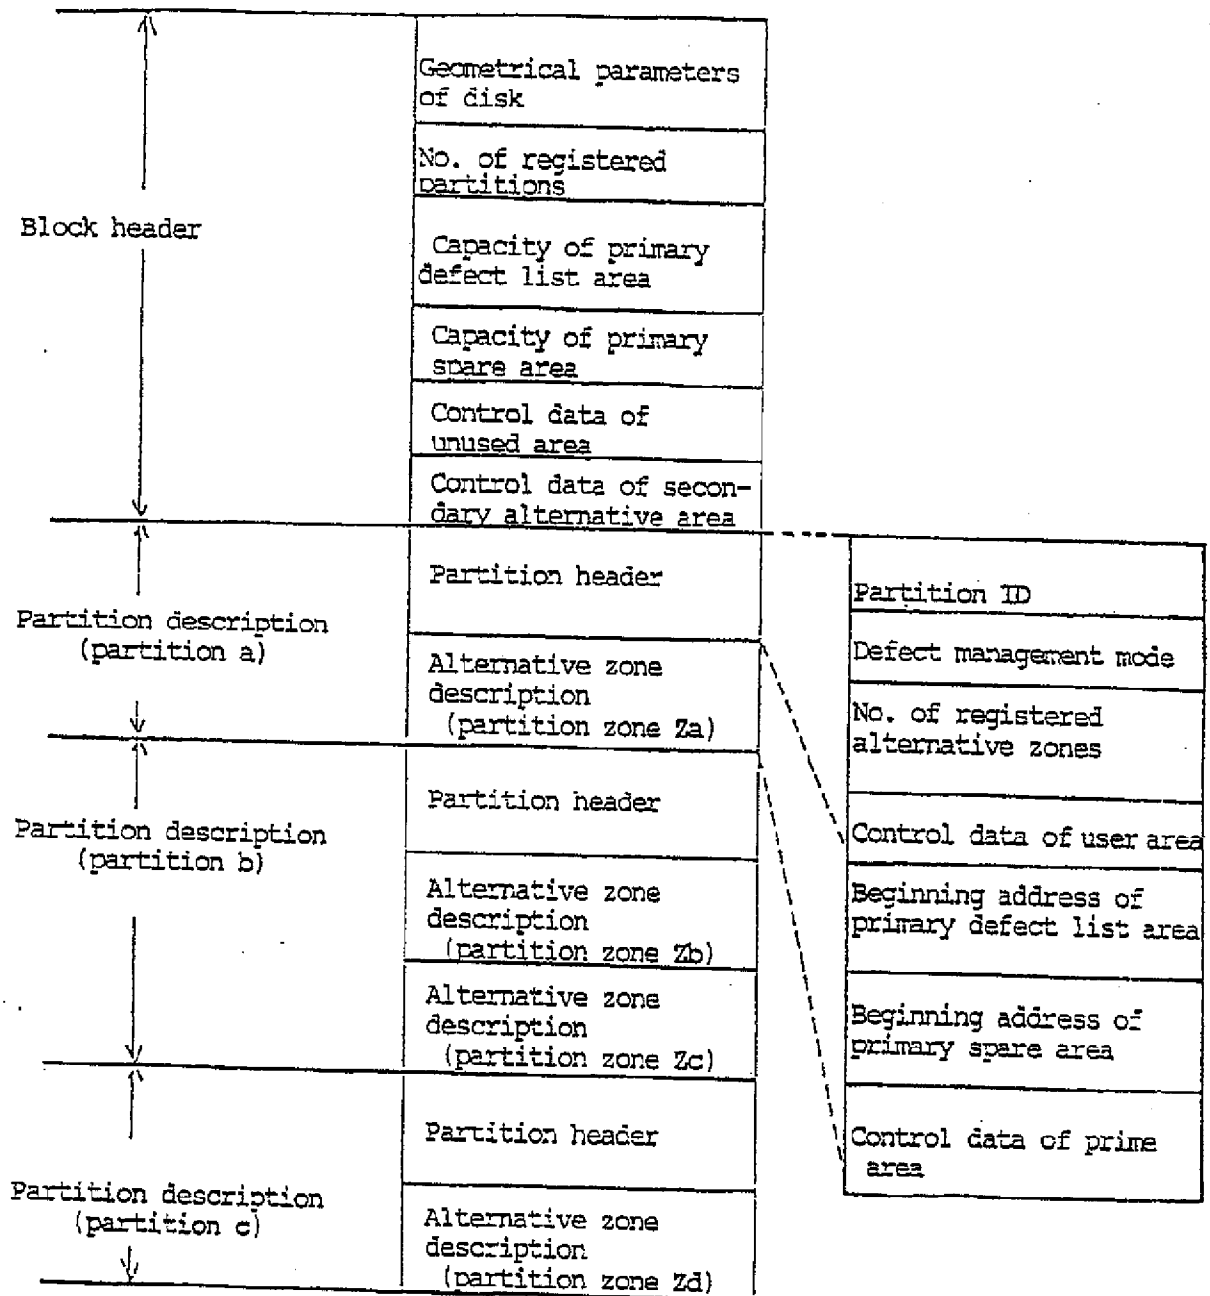 Geometrical parameters
of disk
No. of registered
partitions
Block header
Capacity of primary
defect list area
Capacity of primary
spare area
Control data of
unused area
Control data of secon-
dary alternative area
Partition description
(partition a)
Partition header
Alternative zone
description
(partition zone Za)
Partition description
(partition b)
Partition header
Alternative zone
description
(partition zone Zb)
Alternative zone
description
(partition zone Zc)
Partition description
(partition c)
Partition header
Alternative zone
description
(partition zone Zd)
Partition ID
Defect management mode
No. of registered
alternative zones
Control data of user area
Beginning address of
primary defect list area
Beginning address of
primary spare area
Control data of prime
area